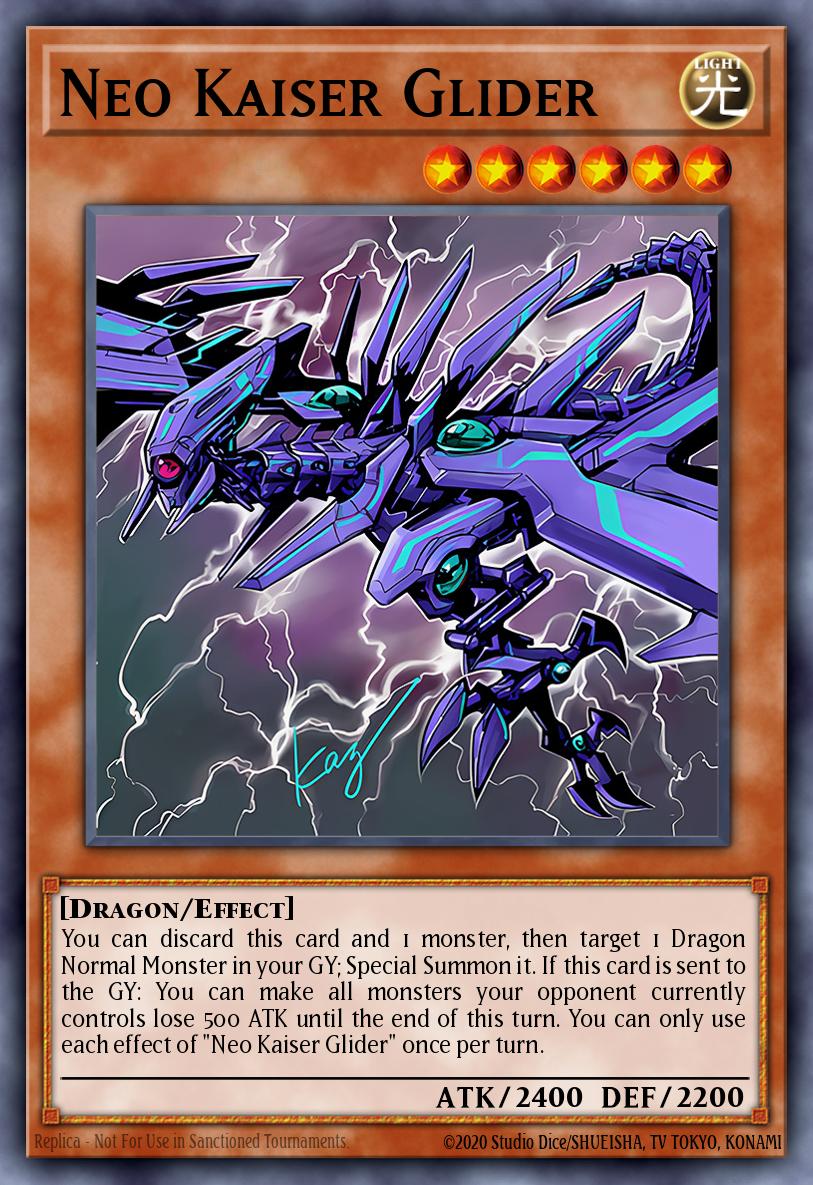 NEO KAISER GLIDER
LIGHT
光
Kaz
[DRAGON/EFFECT]
You can discard this card and 1 monster, then target 1 Dragon
Normal Monster in your GY; Special Summon it. If this card is sent to
the GY: You can make all monsters your opponent currently
controls lose 500 ATK until the end of this turn. You can only use
each effect of "Neo Kaiser Glider" once per turn.
ATK/2400 DEF/2200
Replica - Not For Use in Sanctioned Tournaments.
©2020 Studio Dice/SHUEISHA, TV TOKYO, KONAMI